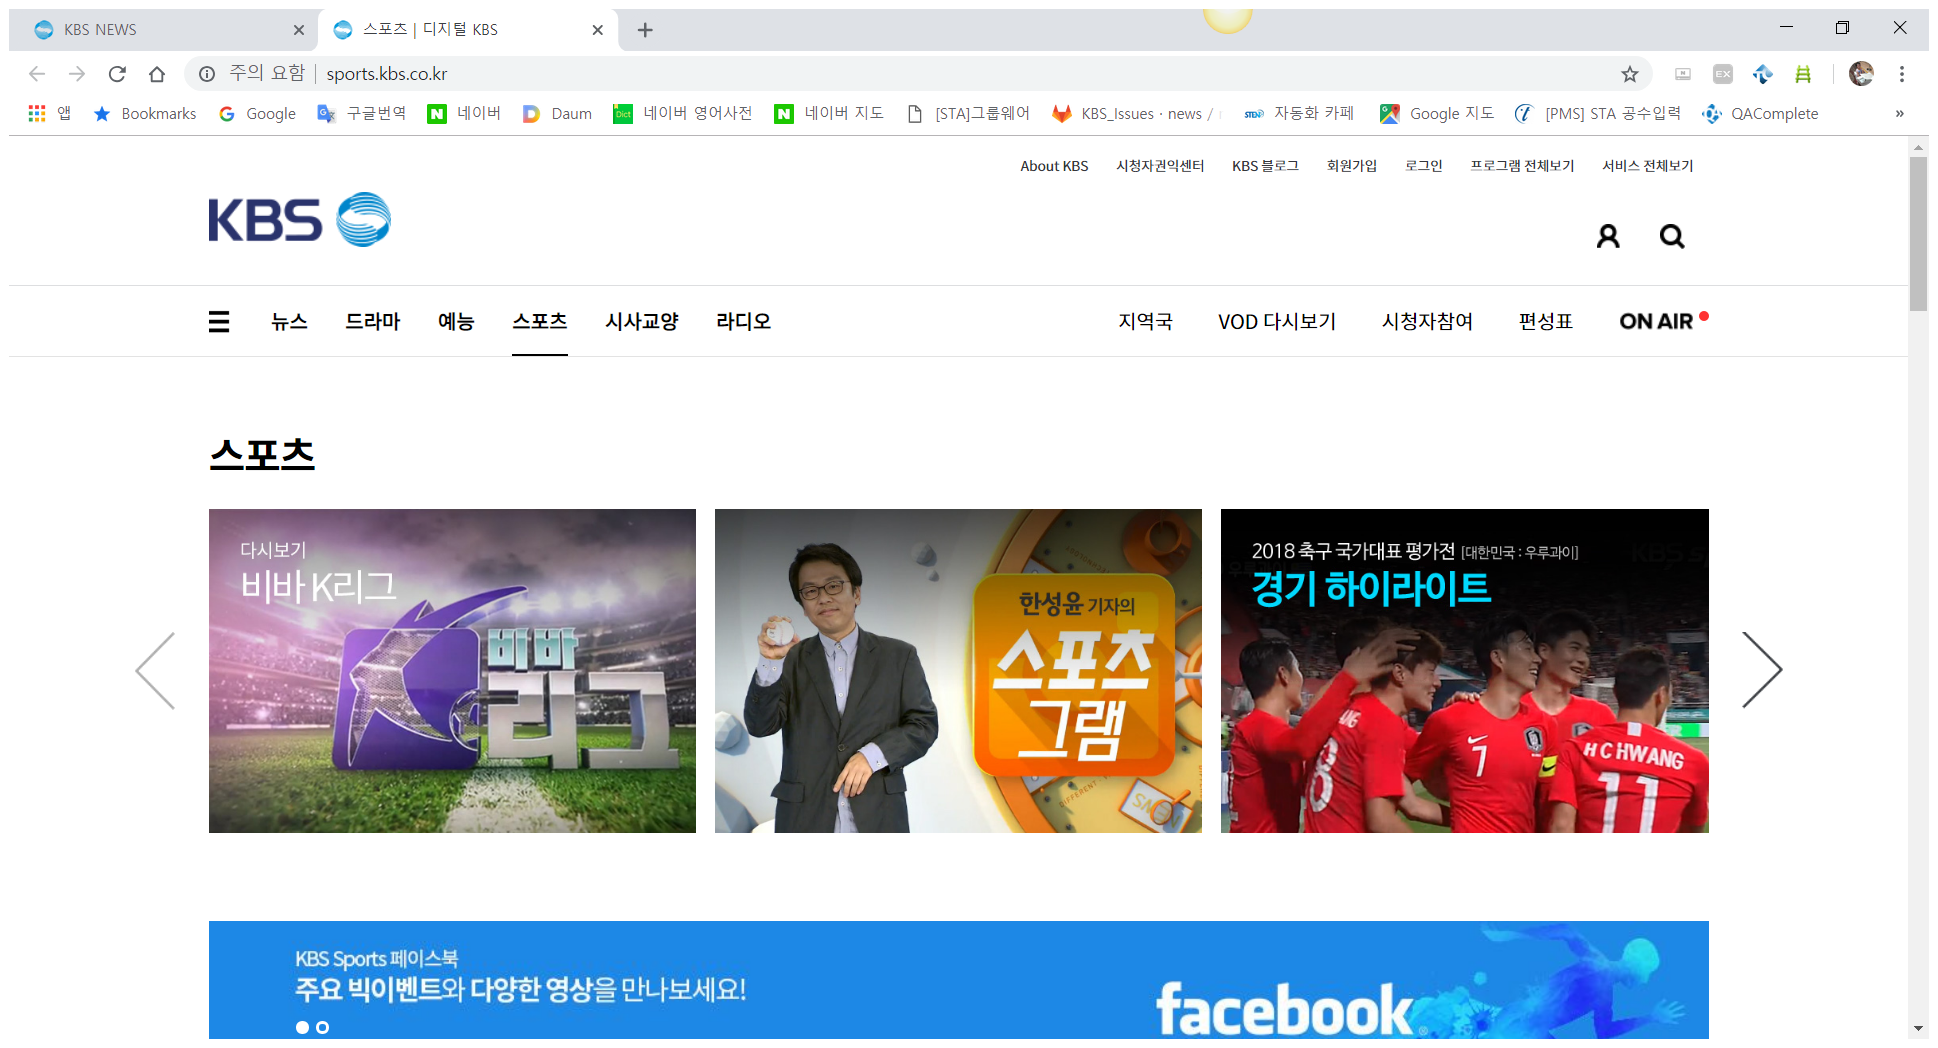 KBS NEWS
스포츠 | 디지털 KBS
주의 요함 | sports.kbs.co.kr
앱 Bookmarks Google 구글번역 네이버 Daum 네이버 영어사전 네이버 지도 [STA]그룹웨어 KBS_Issues · news / 자동화 카페 Google 지도 [PMS] STA 공수입력 QAComplete »
About KBS 시청자권익센터 KBS 블로그 회원가입 로그인 프로그램 전체보기 서비스 전체보기
KBS
뉴스 드라마 예능 스포츠 시사교양 라디오 지역국 VOD 다시보기 시청자참여 편성표 ON AIR
스포츠
다시보기
비바 K리그
비바
리그
한성윤 기자의
스포츠
그램
2018 축구 국가대표 평가전 [대한민국 : 우루과이]
경기 하이라이트
7
H C HWANG
11
KBS Sports 페이스북
주요 빅이벤트와 다양한 영상을 만나보세요!
facebook